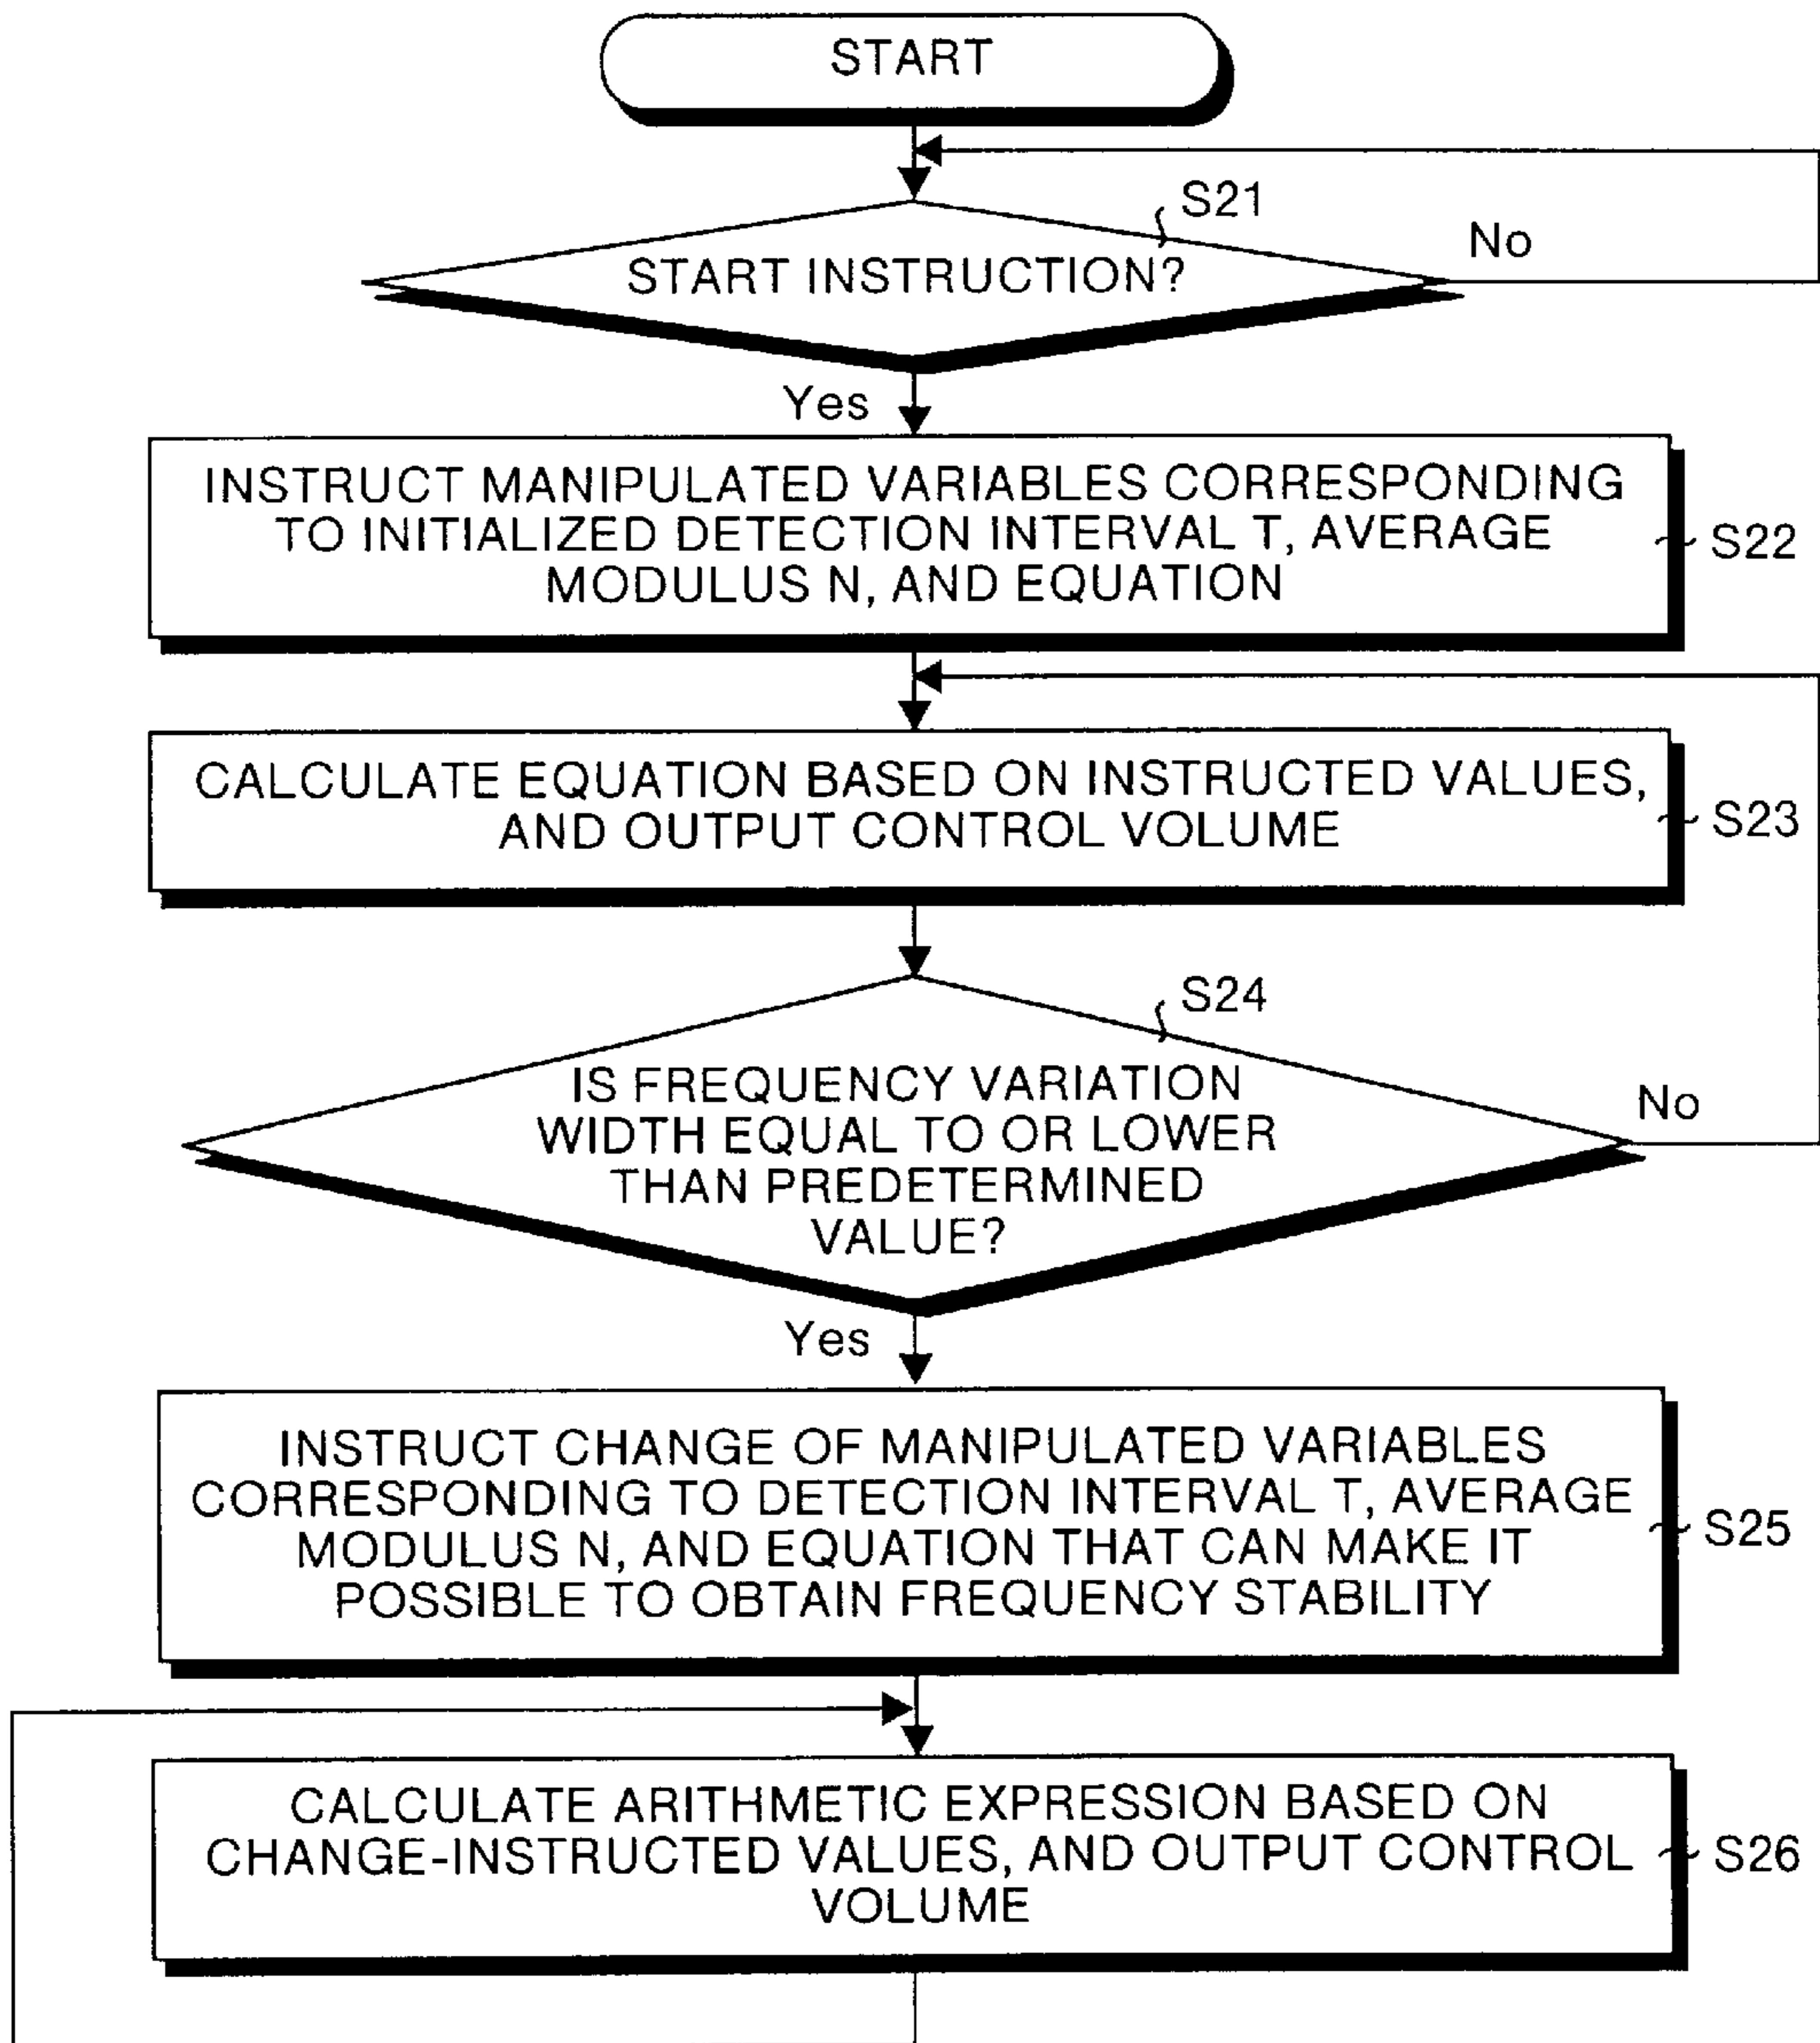 START
S21
No
START INSTRUCTION?
Yes
INSTRUCT MANIPULATED VARIABLES CORRESPONDING
TO INITIALIZED DETECTION INTERVAL T, AVERAGE
MODULUS N, AND EQUATION
S22
CALCULATE EQUATION BASED ON INSTRUCTED VALUES,
AND OUTPUT CONTROL VOLUME
S23
S24
IS FREQUENCY VARIATION
WIDTH EQUAL TO OR LOWER
THAN PREDETERMINED
VALUE?
No
Yes
INSTRUCT CHANGE OF MANIPULATED VARIABLES
CORRESPONDING TO DETECTION INTERVAL T, AVERAGE
MODULUS N, AND EQUATION THAT CAN MAKE IT
POSSIBLE TO OBTAIN FREQUENCY STABILITY
S25
CALCULATE ARITHMETIC EXPRESSION BASED ON
CHANGE-INSTRUCTED VALUES, AND OUTPUT CONTROL
VOLUME
S26